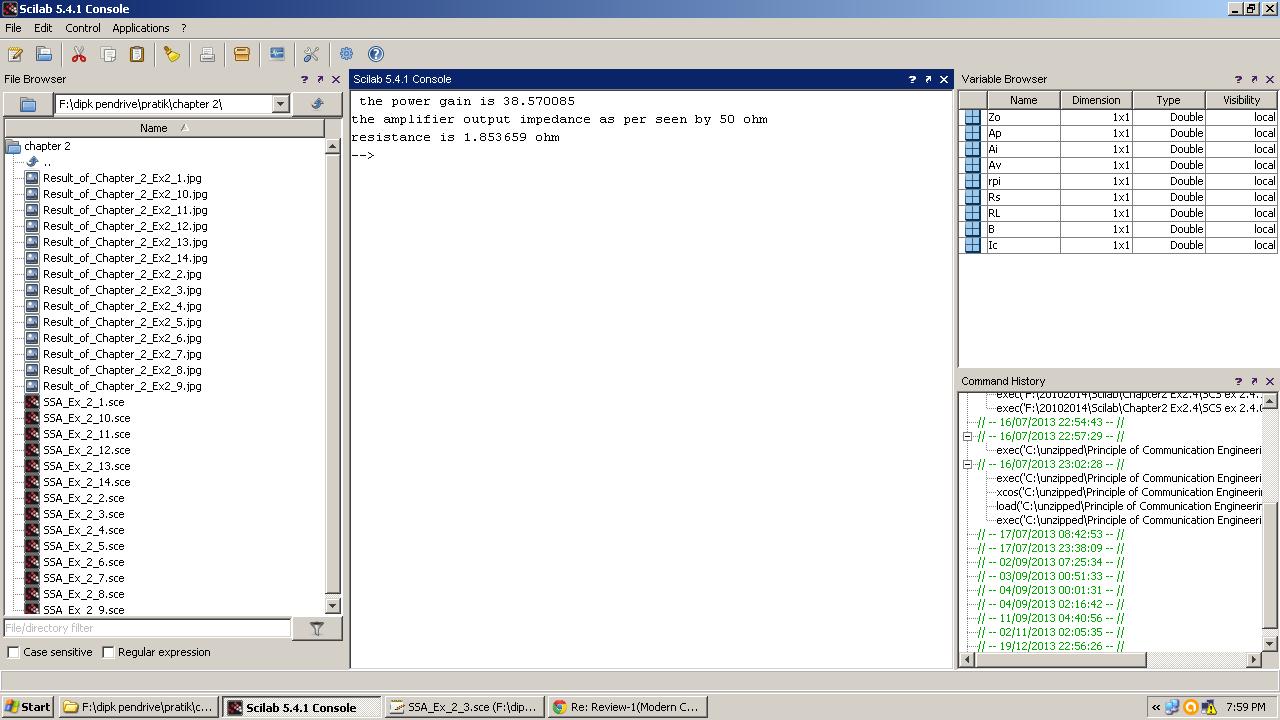 Scilab 5.4.1 Console
File Edit Control Applications ?
File Browser
F:\dipk pendrive\pratik\chapter 2\
Name
chapter 2
..
Result_of_Chapter_2_Ex2_1.jpg
Result_of_Chapter_2_Ex2_10.jpg
Result_of_Chapter_2_Ex2_11.jpg
Result_of_Chapter_2_Ex2_12.jpg
Result_of_Chapter_2_Ex2_13.jpg
Result_of_Chapter_2_Ex2_14.jpg
Result_of_Chapter_2_Ex2_2.jpg
Result_of_Chapter_2_Ex2_3.jpg
Result_of_Chapter_2_Ex2_4.jpg
Result_of_Chapter_2_Ex2_5.jpg
Result_of_Chapter_2_Ex2_6.jpg
Result_of_Chapter_2_Ex2_7.jpg
Result_of_Chapter_2_Ex2_8.jpg
Result_of_Chapter_2_Ex2_9.jpg
SSA_Ex_2_1.sce
SSA_Ex_2_10.sce
SSA_Ex_2_11.sce
SSA_Ex_2_12.sce
SSA_Ex_2_13.sce
SSA_Ex_2_14.sce
SSA_Ex_2_2.sce
SSA_Ex_2_3.sce
SSA_Ex_2_4.sce
SSA_Ex_2_5.sce
SSA_Ex_2_6.sce
SSA_Ex_2_7.sce
SSA_Ex_2_8.sce
SSA_Ex_2_9.sce
File/directory filter
Case sensitive Regular expression
Scilab 5.4.1 Console
the power gain is 38.570085
the amplifier output impedance as per seen by 50 ohm
resistance is 1.853659 ohm
-->
Variable Browser
Name Dimension Type Visibility
Zo 1x1 Double local
Ap 1x1 Double local
Ai 1x1 Double local
Av 1x1 Double local
rpi 1x1 Double local
Rs 1x1 Double local
RL 1x1 Double local
B 1x1 Double local
Ic 1x1 Double local
Command History
exec('F:\20102014\Scilab\Chapter2 Ex2.4\SCS ex 2.4.
exec('F:\20102014\Scilab\Chapter2 Ex2.4\SCS ex 2.4.
// -- 16/07/2013 22:54:43 -- //
// -- 16/07/2013 22:57:29 -- //
exec('C:\unzipped\Principle of Communication Engineeri
// -- 16/07/2013 23:02:28 -- //
exec('C:\unzipped\Principle of Communication Engineeri
xcos('C:\unzipped\Principle of Communication Engineeri
load('C:\unzipped\Principle of Communication Engineeri
exec('C:\unzipped\Principle of Communication Engineeri
// -- 17/07/2013 08:42:53 -- //
// -- 17/07/2013 23:38:09 -- //
// -- 02/09/2013 07:25:34 -- //
// -- 03/09/2013 00:51:33 -- //
// -- 04/09/2013 00:01:31 -- //
// -- 04/09/2013 02:16:42 -- //
// -- 11/09/2013 04:40:56 -- //
// -- 02/11/2013 02:05:35 -- //
// -- 19/12/2013 22:56:26 -- //
Start F:\dipk pendrive\pratik\c... Scilab 5.4.1 Console SSA_Ex_2_3.sce (F:\dip... Re: Review-1(Modern C... « 7:59 PM